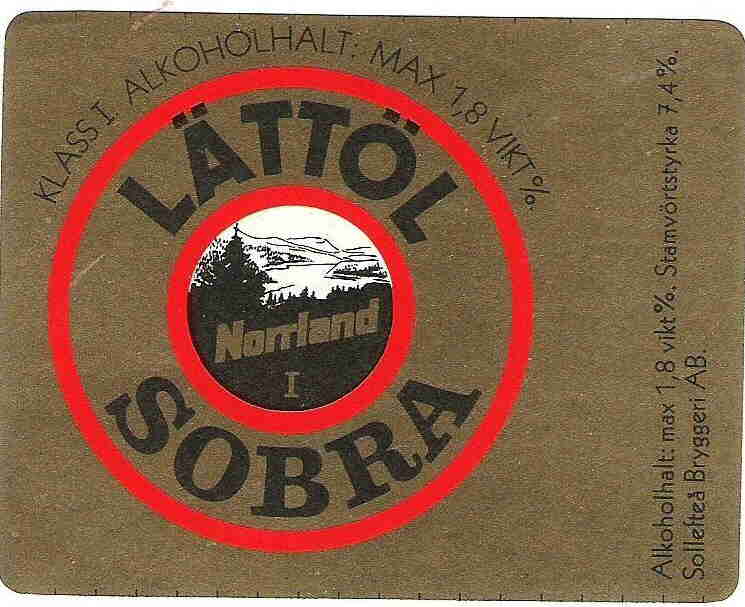 KLASS I ALKOHOLHALT: MAX 1,8 VIKT %.
LÄTTÖL
Norrland
I
SOBRA
Alkoholhalt: max 1,8 vikt.%. Stamvörtstyrka 7,4%.
Sollefteå Bryggeri AB.